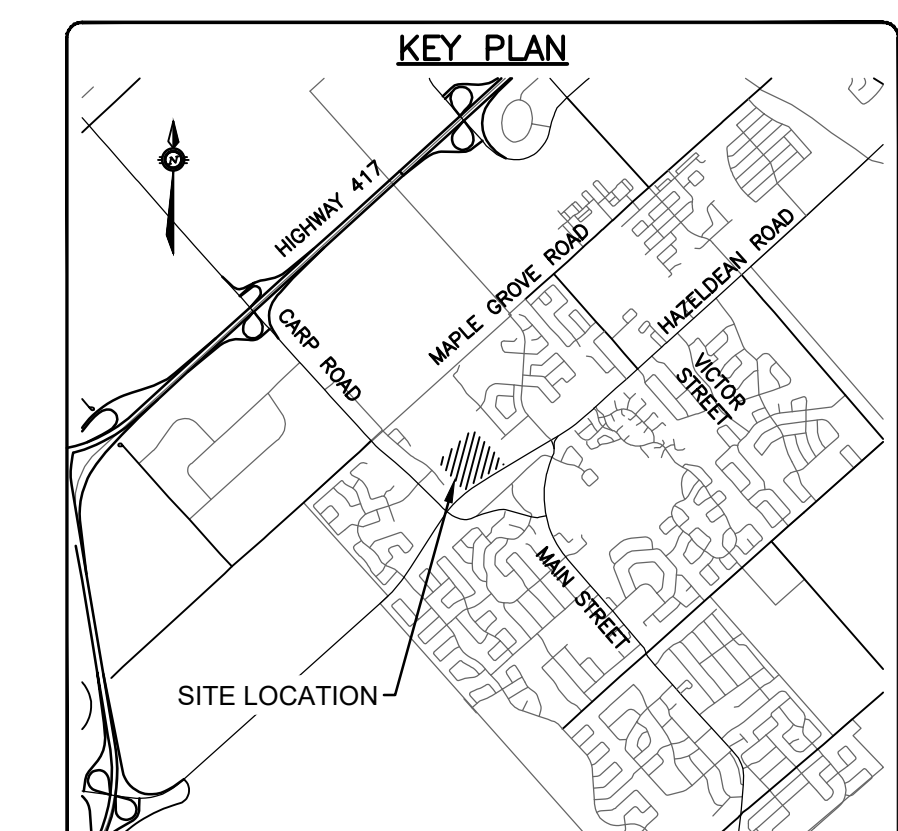 KEY PLAN
N
HIGHWAY 417
MAPLE GROVE ROAD
HAZELDEAN ROAD
CARP ROAD
VICTOR
STREET
MAIN STREET
SITE LOCATION